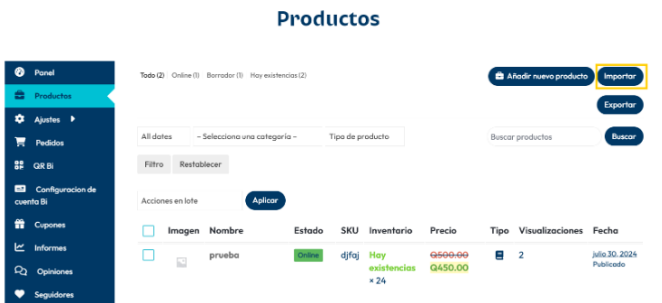 Productos
Panel
Productos
Ajustes
Pedidos
QR Bi
Configuracion de
cuenta Bi
Cupones
Informes
Opiniones
Seguidores
Todo (2) Online (1) Borrador (1) Hay existencias (2)
Añadir nuevo producto
Importar
Exportar
All dates
- Selecciona una categoría -
Tipo de producto
Buscar productos
Buscar
Filtro
Restablecer
Acciones en lote
Aplicar
Imagen Nombre Estado SKU Inventario Precio Tipo Visualizaciones Fecha
prueba Online djfaj Hay existencias × 24 Q500.00 Q450.00 2 julio 30, 2024 Publicado